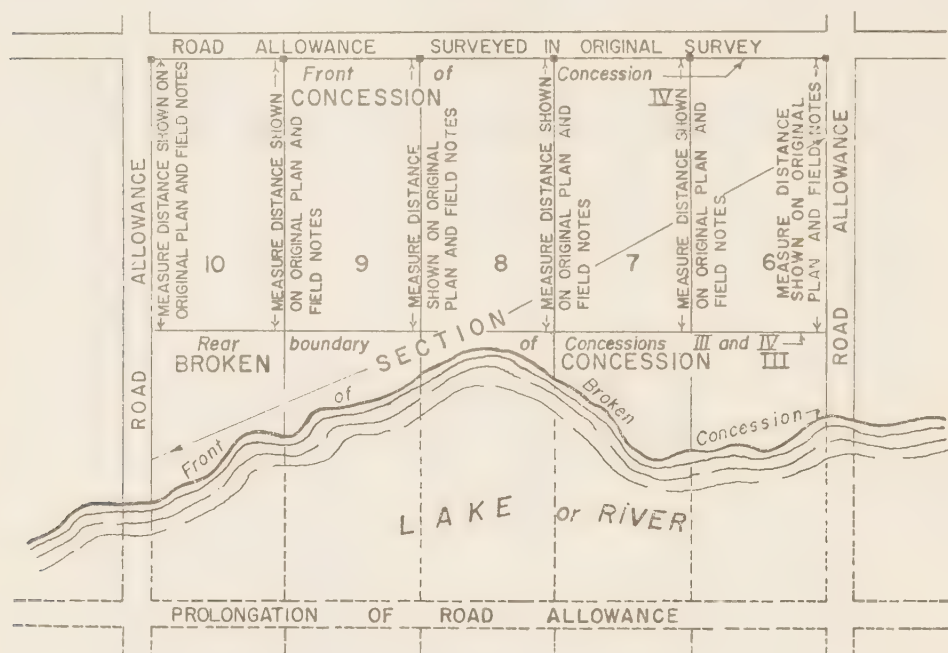 ROAD ALLOWANCE SURVEYED IN ORIGINAL SURVEY
Front of Concession
CONCESSION IV
MEASURE DISTANCE SHOWN ON
ORIGINAL PLAN AND FIELD NOTES
MEASURE DISTANCE SHOWN
ON ORIGINAL PLAN AND
FIELD NOTES
MEASURE DISTANCE
SHOWN ON ORIGINAL
PLAN AND FIELD NOTES
MEASURE DISTANCE SHOWN
ON ORIGINAL PLAN AND
FIELD NOTES
MEASURE DISTANCE SHOWN
ON ORIGINAL PLAN AND
FIELD NOTES
MEASURE DISTANCE
SHOWN ON ORIGINAL
PLAN AND FIELD NOTES
ROAD ALLOWANCE
ROAD ALLOWANCE
10 9 8 7 6
SECTION
Rear boundary of Concessions III and IV
BROKEN CONCESSION III
Front of Broken Concession
LAKE or RIVER
PROLONGATION OF ROAD ALLOWANCE